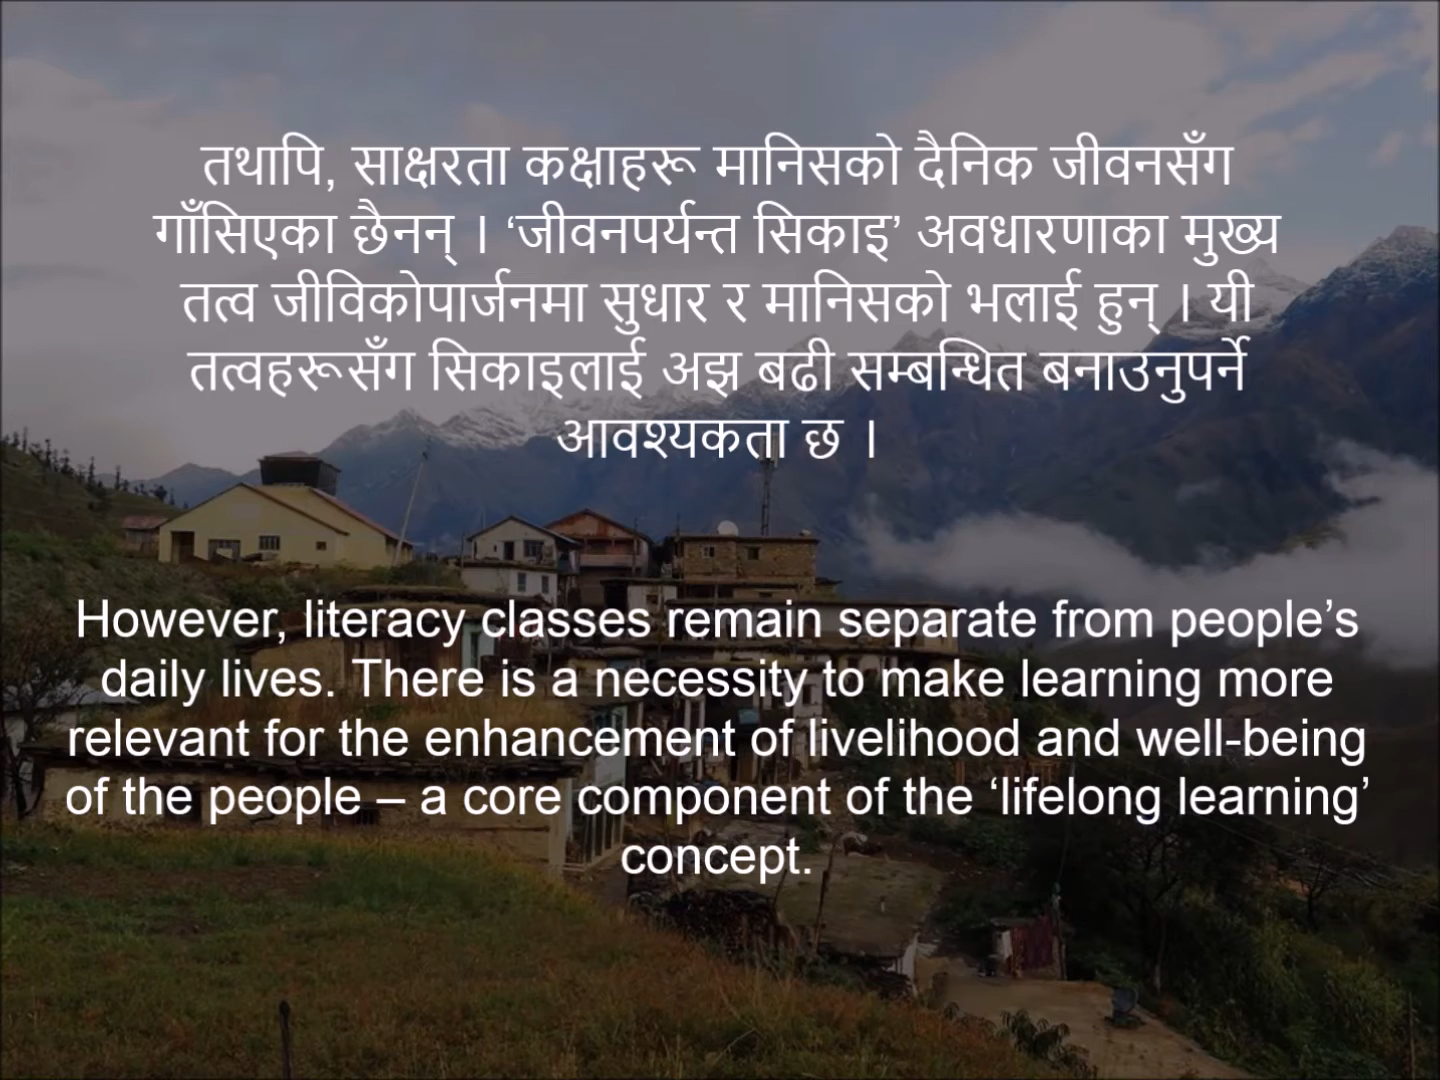 तथापि, साक्षरता कक्षाहरू मानिसको दैनिक जीवनसँग
गाँसिएका छैनन् । ‘जीवनपर्यन्त सिकाइ’ अवधारणाका मुख्य
तत्व जीविकोपार्जनमा सुधार र मानिसको भलाई हुन् । यी
तत्वहरूसँग सिकाइलाई अझ बढी सम्बन्धित बनाउनुपर्ने
आवश्यकता छ ।
However, literacy classes remain separate from people’s
daily lives. There is a necessity to make learning more
relevant for the enhancement of livelihood and well-being
of the people – a core component of the ‘lifelong learning’
concept.